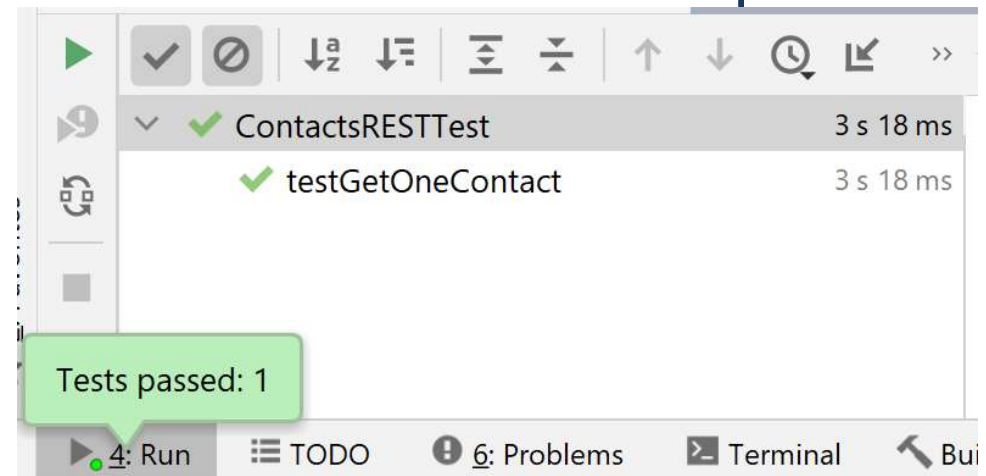 ContactsRESTTest 3 s 18 ms
testGetOneContact 3 s 18 ms
Tests passed: 1
4: Run TODO 6: Problems Terminal Bui